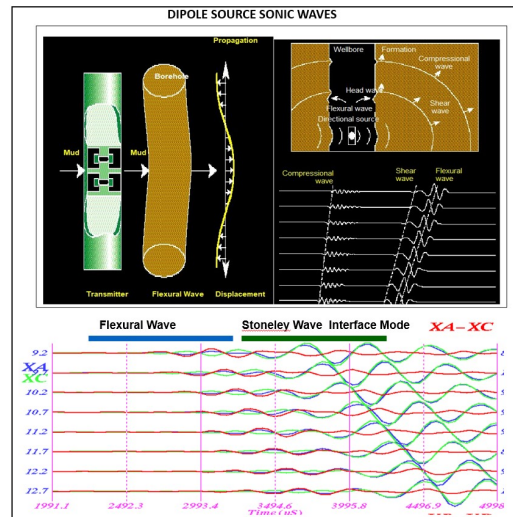 DIPOLE SOURCE SONIC WAVES
Propagation
Borehole
Mud
Mud
Transmitter
Flexural Wave
Displacement
Wellbore
Formation
Compressional
wave
Head wave
Flexural wave
Directional source
Shear
wave
Compressional
wave
Shear
wave
Flexural
wave
Flexural Wave
Stoneley Wave Interface Mode
XA-XC
XA
XC
9.2
10.2
10.7
11.2
11.7
12.2
12.7
1991.1
2492.3
2993.4
3494.6
3995.8
4496.9
4998
Time(uS)